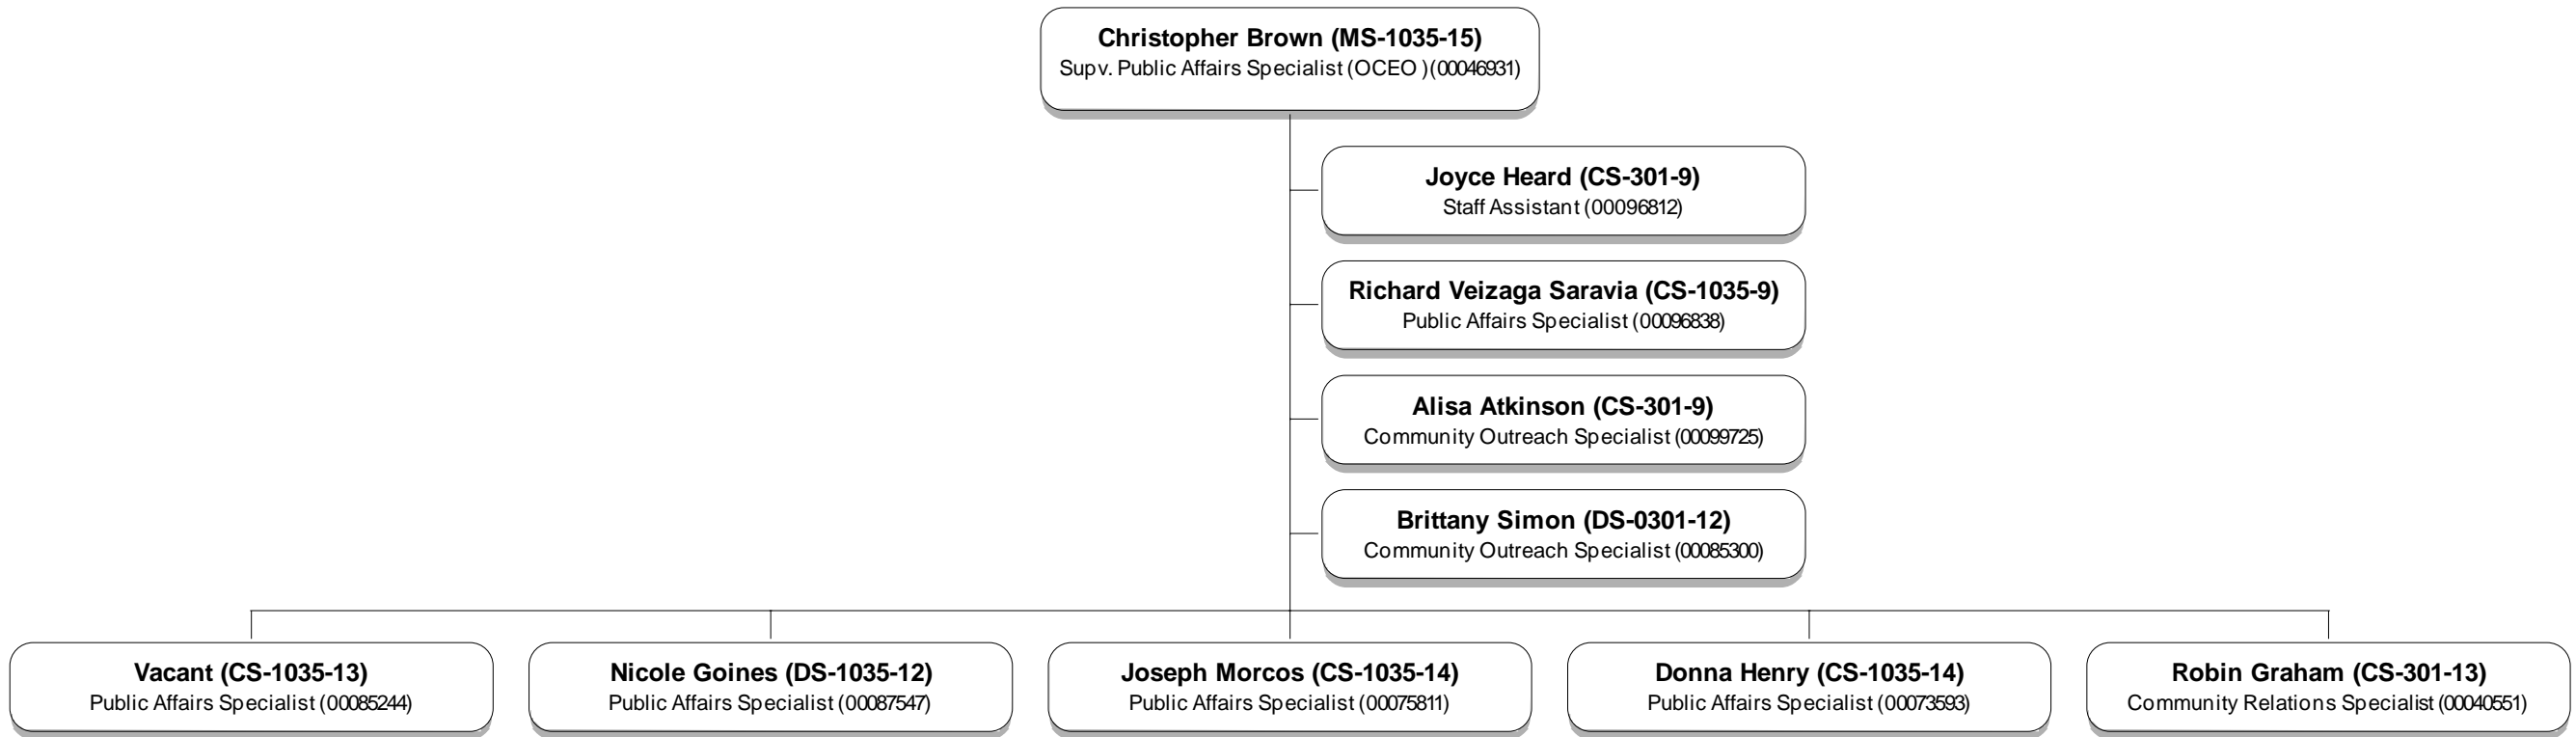 Christopher Brown (MS-1035-15)
Supv. Public Affairs Specialist (OCEO )(00046931)
Joyce Heard (CS-301-9)
Staff Assistant (00096812)
Richard Veizaga Saravia (CS-1035-9)
Public Affairs Specialist (00096838)
Alisa Atkinson (CS-301-9)
Community Outreach Specialist (00099725)
Brittany Simon (DS-0301-12)
Community Outreach Specialist (00085300)
Vacant (CS-1035-13)
Public Affairs Specialist (00085244)
Nicole Goines (DS-1035-12)
Public Affairs Specialist (00087547)
Joseph Morcos (CS-1035-14)
Public Affairs Specialist (00075811)
Donna Henry (CS-1035-14)
Public Affairs Specialist (00073593)
Robin Graham (CS-301-13)
Community Relations Specialist (00040551)